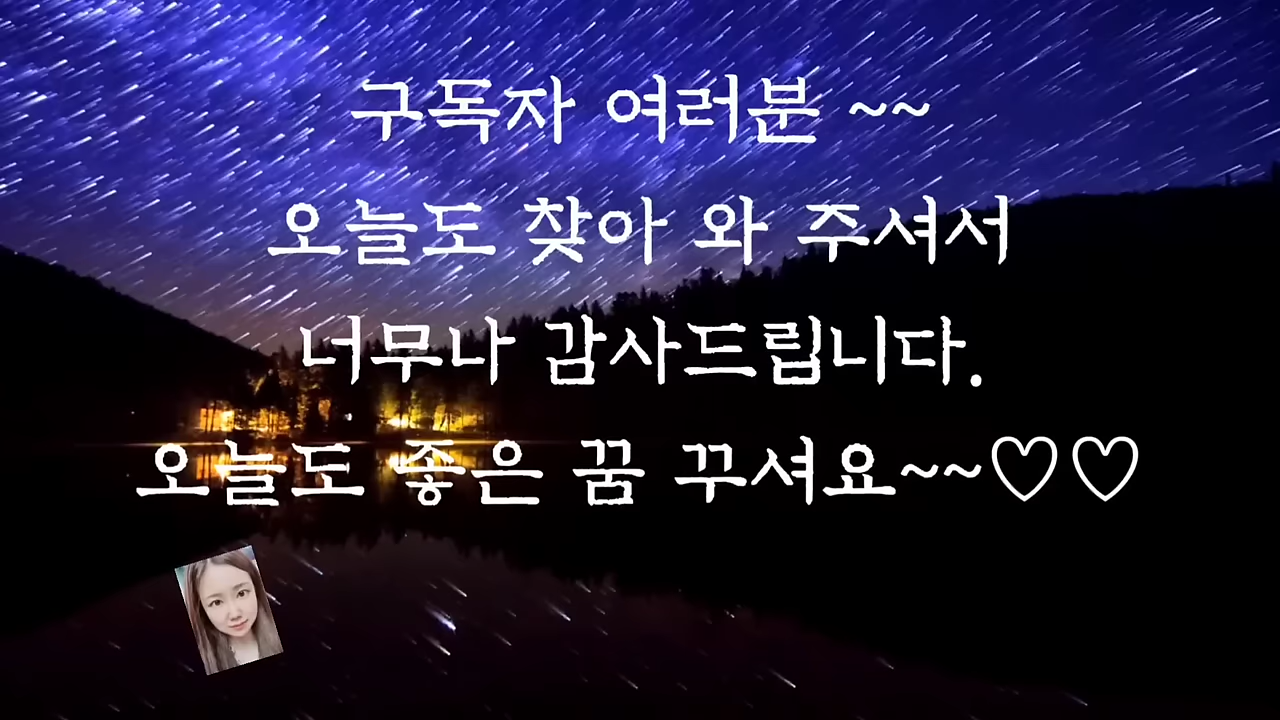 구독자 여러분 ~~
오늘도 찾아 와 주셔서
너무나 감사드립니다.
오늘도 좋은 꿈 꾸셔요~~♡♡